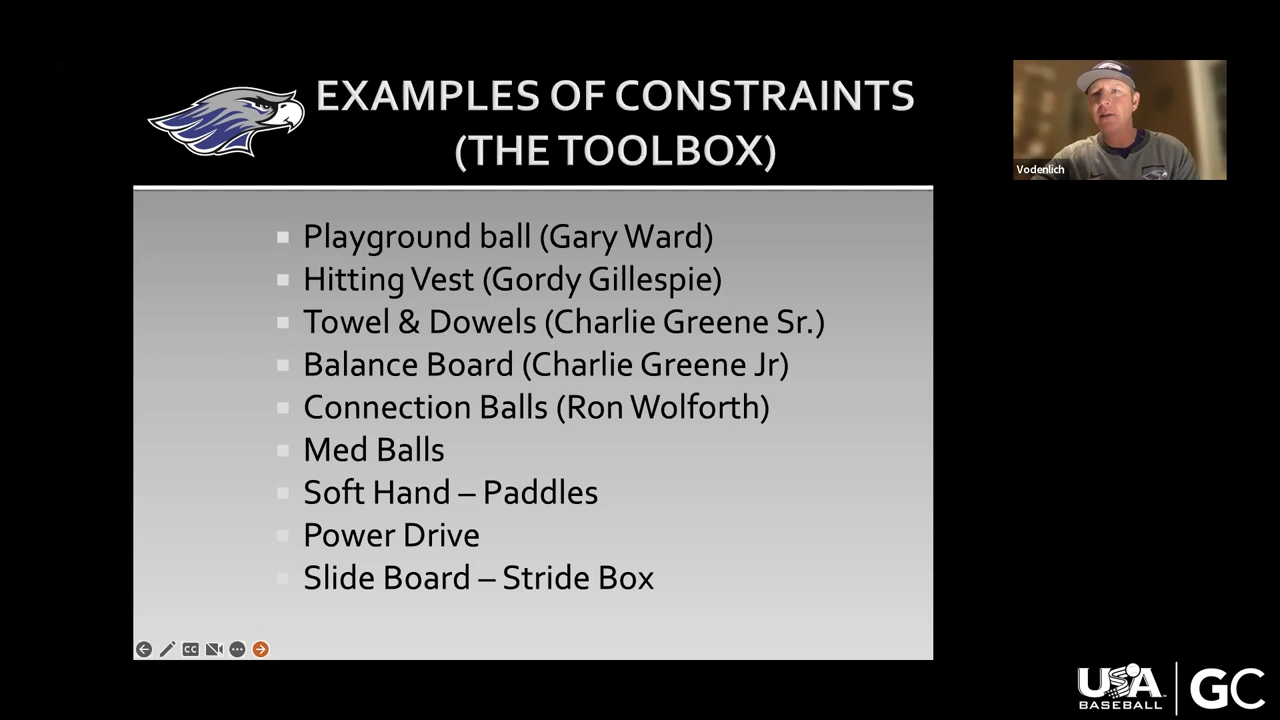 EXAMPLES OF CONSTRAINTS
(THE TOOLBOX)
Vodenlich
Playground ball (Gary Ward)
Hitting Vest (Gordy Gillespie)
Towel & Dowels (Charlie Greene Sr.)
Balance Board (Charlie Greene Jr)
Connection Balls (Ron Wolforth)
Med Balls
Soft Hand – Paddles
Power Drive
Slide Board – Stride Box
CC
USA
BASEBALL
GC